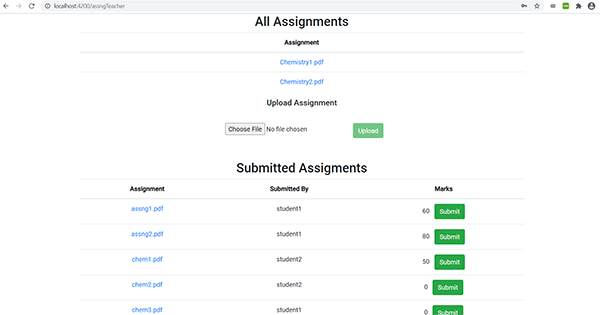 localhost:4200/assngTeacher
All Assignments
Assignment
Chemistry1.pdf
Chemistry2.pdf
Upload Assignment
Choose File No file chosen Upload
Submitted Assigments
Assignment Submitted By Marks
assng1.pdf student1 60 Submit
assng2.pdf student1 80 Submit
chem1.pdf student2 50 Submit
chem2.pdf student2 0 Submit
chem3.pdf student1 0 Submit